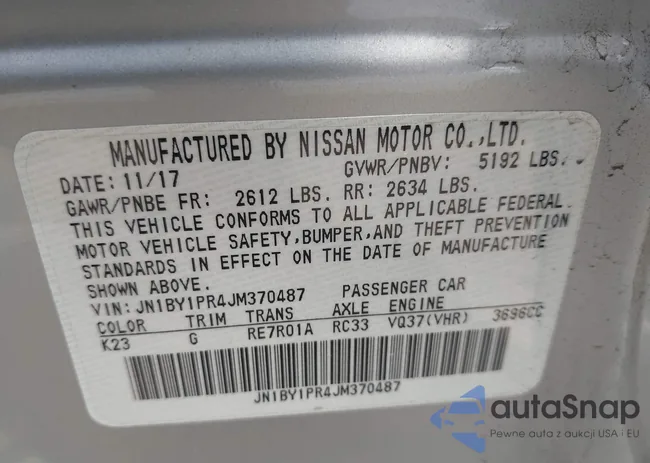 MANUFACTURED BY NISSAN MOTOR CO.,LTD.
DATE: 11/17 GVWR/PNBV: 5192 LBS.
GAWR/PNBE FR: 2612 LBS. RR: 2634 LBS.
THIS VEHICLE CONFORMS TO ALL APPLICABLE FEDERAL
MOTOR VEHICLE SAFETY,BUMPER,AND THEFT PREVENTION
STANDARDS IN EFFECT ON THE DATE OF MANUFACTURE
SHOWN ABOVE.
VIN: JN1BY1PR4JM370487 PASSENGER CAR
COLOR TRIM TRANS AXLE ENGINE
K23 G RE7R01A RC33 VQ37(VHR) 3696CC
JN1BY1PR4JM370487
autaSnap
Pewne auta z aukcji USA i EU